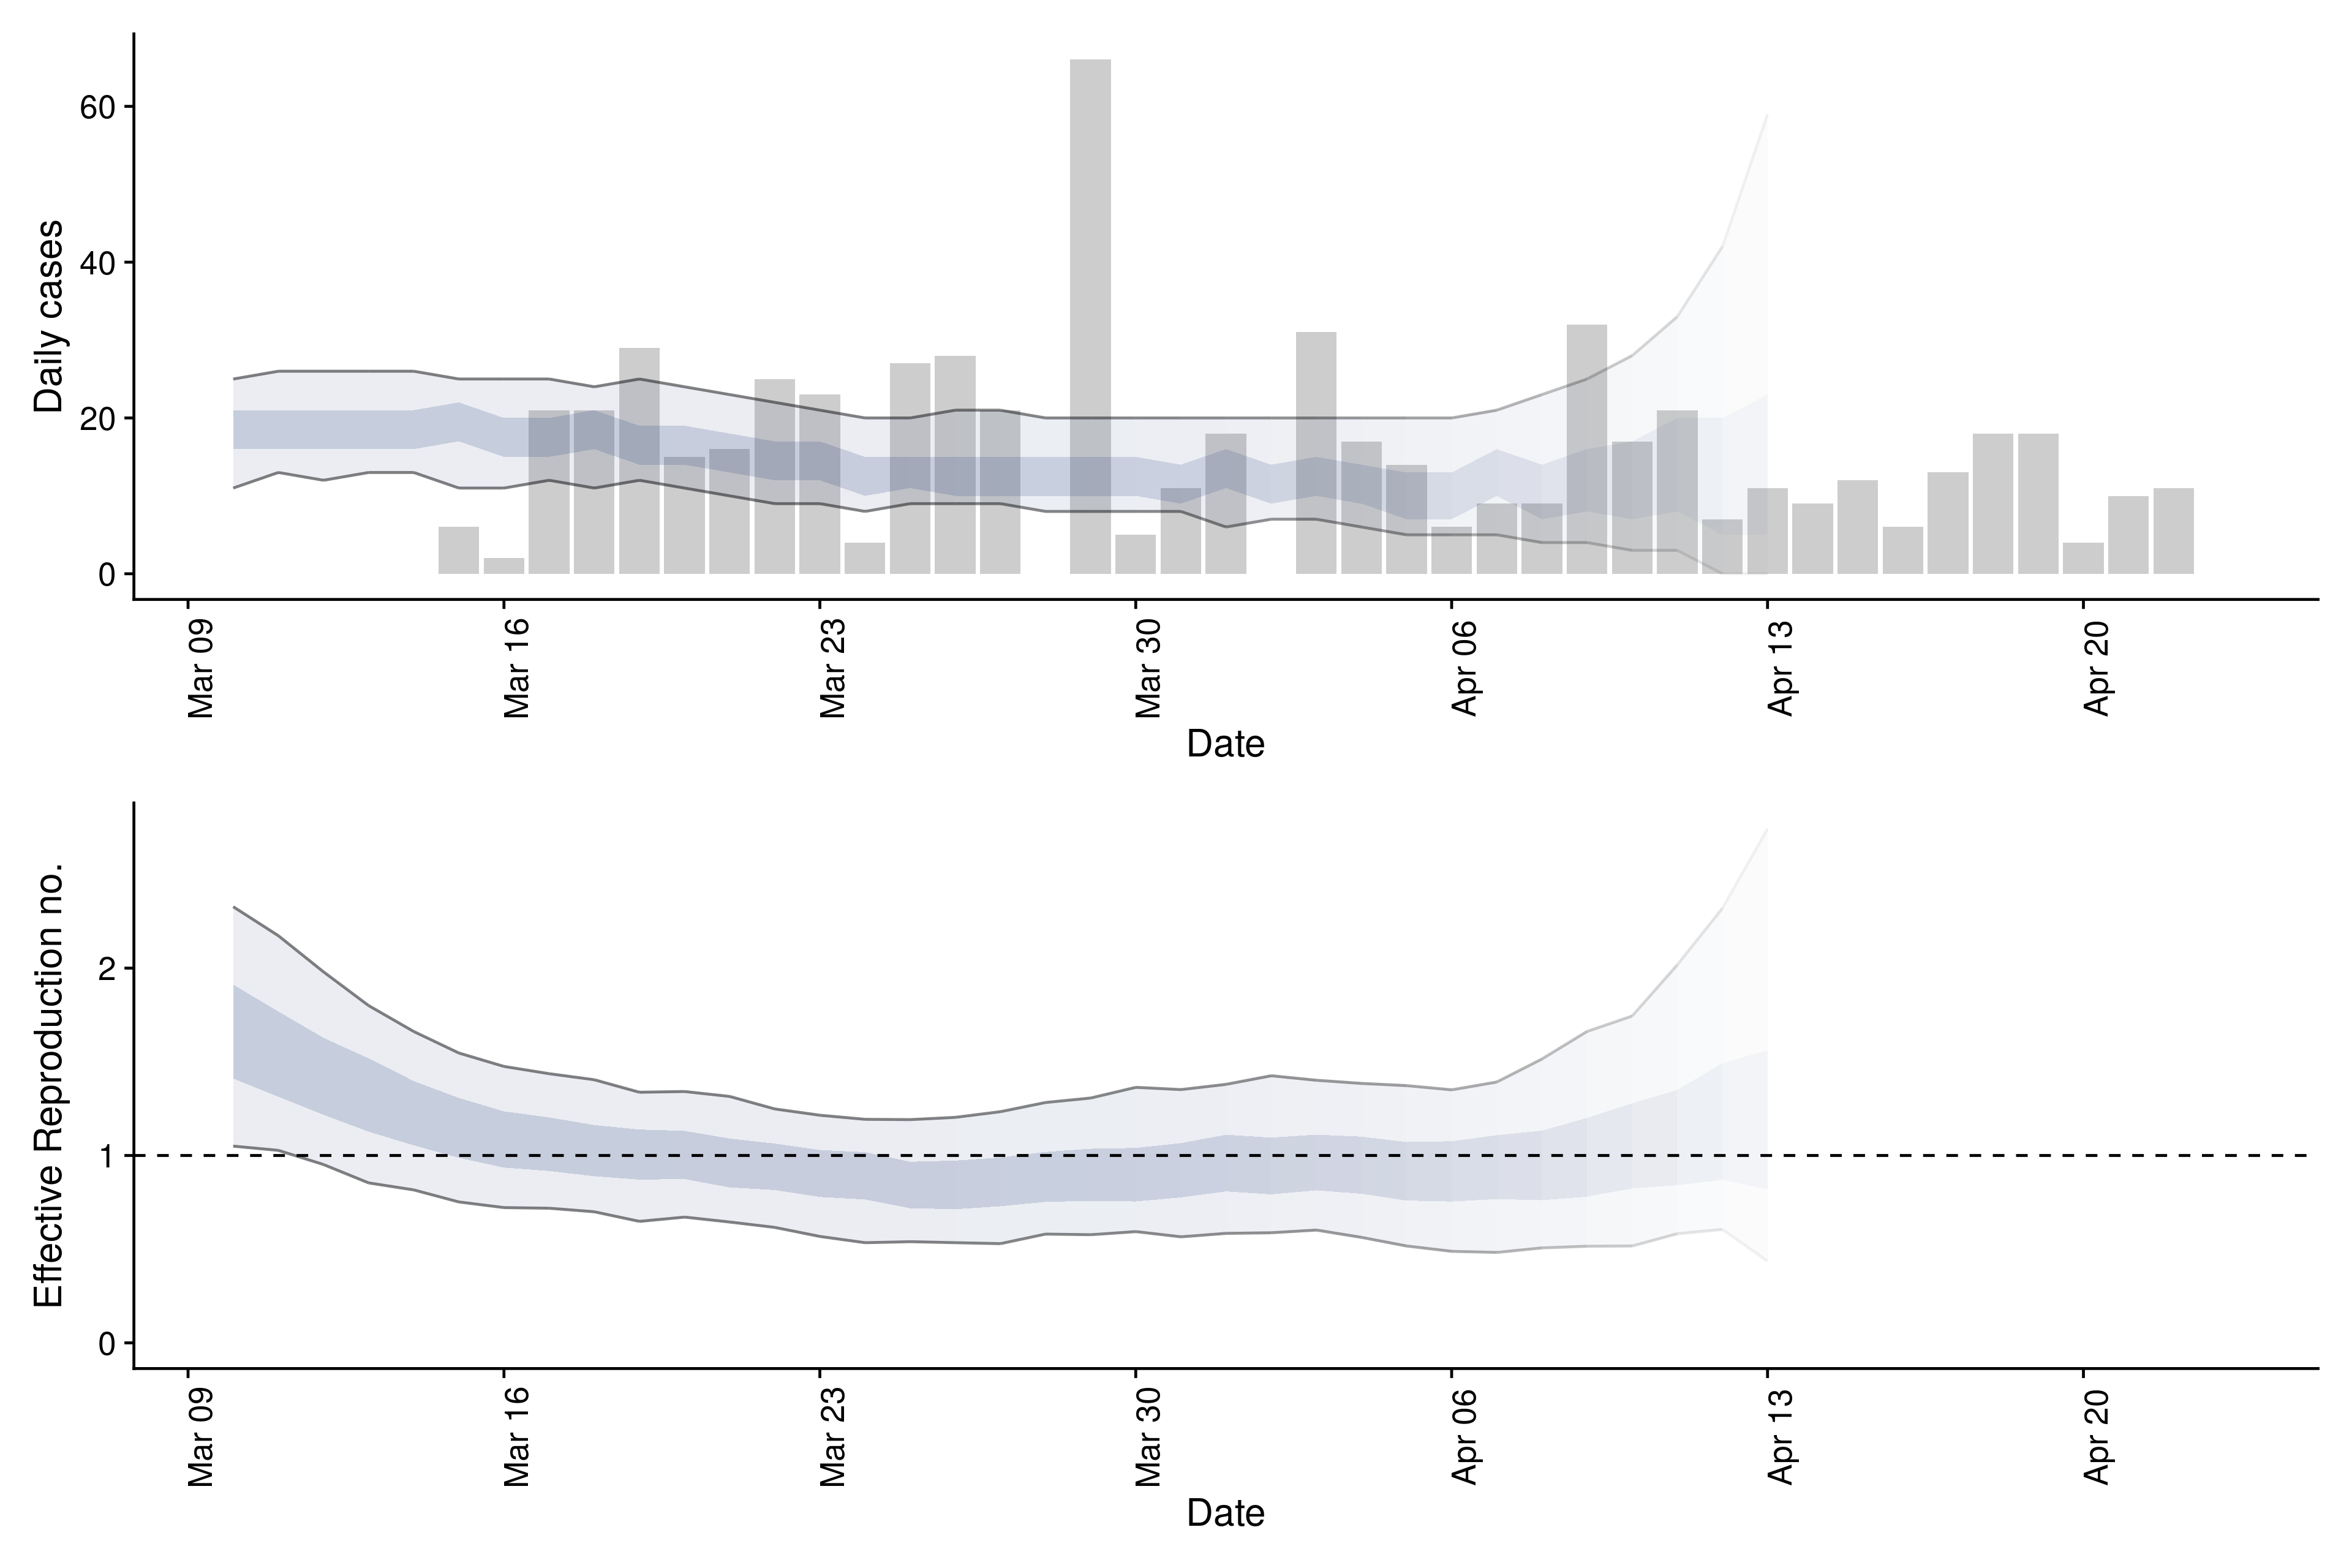 Daily cases
60
40
20
0
Mar 09
Mar 16
Mar 23
Mar 30
Apr 06
Apr 13
Apr 20
Date
Effective Reproduction no.
2
1
0
Mar 09
Mar 16
Mar 23
Mar 30
Apr 06
Apr 13
Apr 20
Date